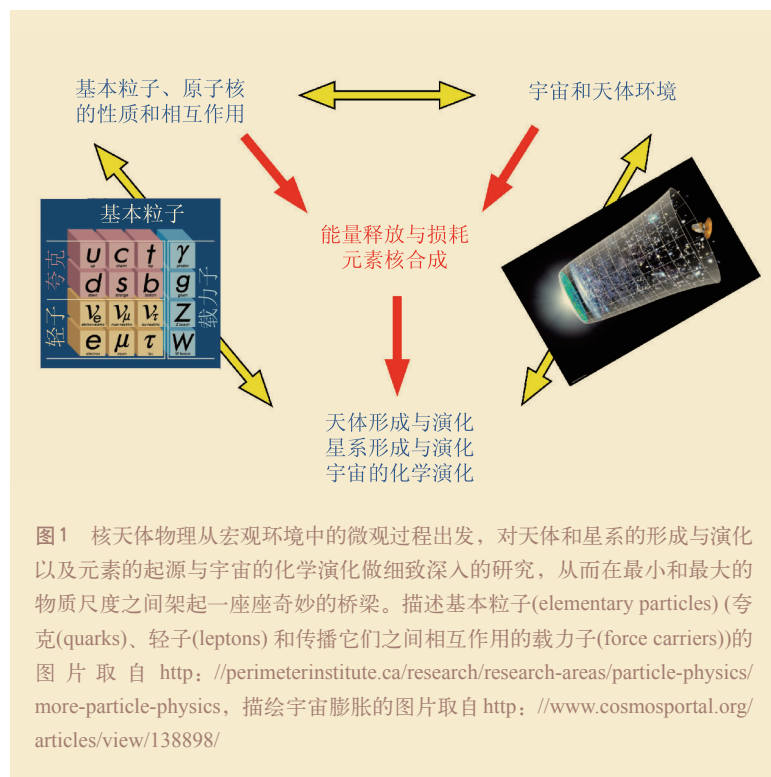 基本粒子、原子核
的性质和相互作用
宇宙和天体环境
基本粒子
夸克
轻子
载力子
u c t γ
d s b g
νe νμ ντ Z
e μ τ W
能量释放与损耗
元素核合成
天体形成与演化
星系形成与演化
宇宙的化学演化
图1 核天体物理从宏观环境中的微观过程出发，对天体和星系的形成与演化
以及元素的起源与宇宙的化学演化做细致深入的研究，从而在最小和最大的
物质尺度之间架起一座座奇妙的桥梁。描述基本粒子(elementary particles) (夸
克(quarks)、轻子(leptons) 和传播它们之间相互作用的载力子(force carriers))的
图片取自 http：//perimeterinstitute.ca/research/research-areas/particle-physics/
more-particle-physics，描绘宇宙膨胀的图片取自 http：//www.cosmosportal.org/
articles/view/138898/